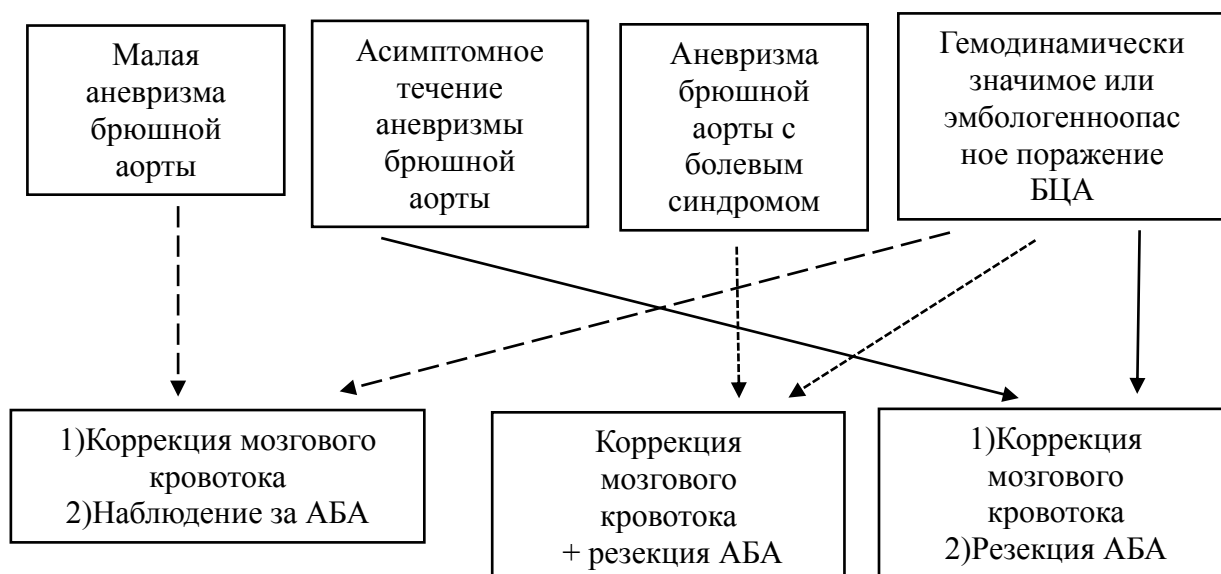 Малая
аневризма
брюшной
аорты
Асимптомное
течение
аневризмы
брюшной
аорты
Аневризма
брюшной
аорты с
болевым
синдромом
Гемодинамически
значимое или
эмбологенноопас
ное поражение
БЦА
1)Коррекция мозгового
кровотока
2)Наблюдение за АБА
Коррекция
мозгового
кровотока
+ резекция АБА
1)Коррекция
мозгового
кровотока
2)Резекция АБА